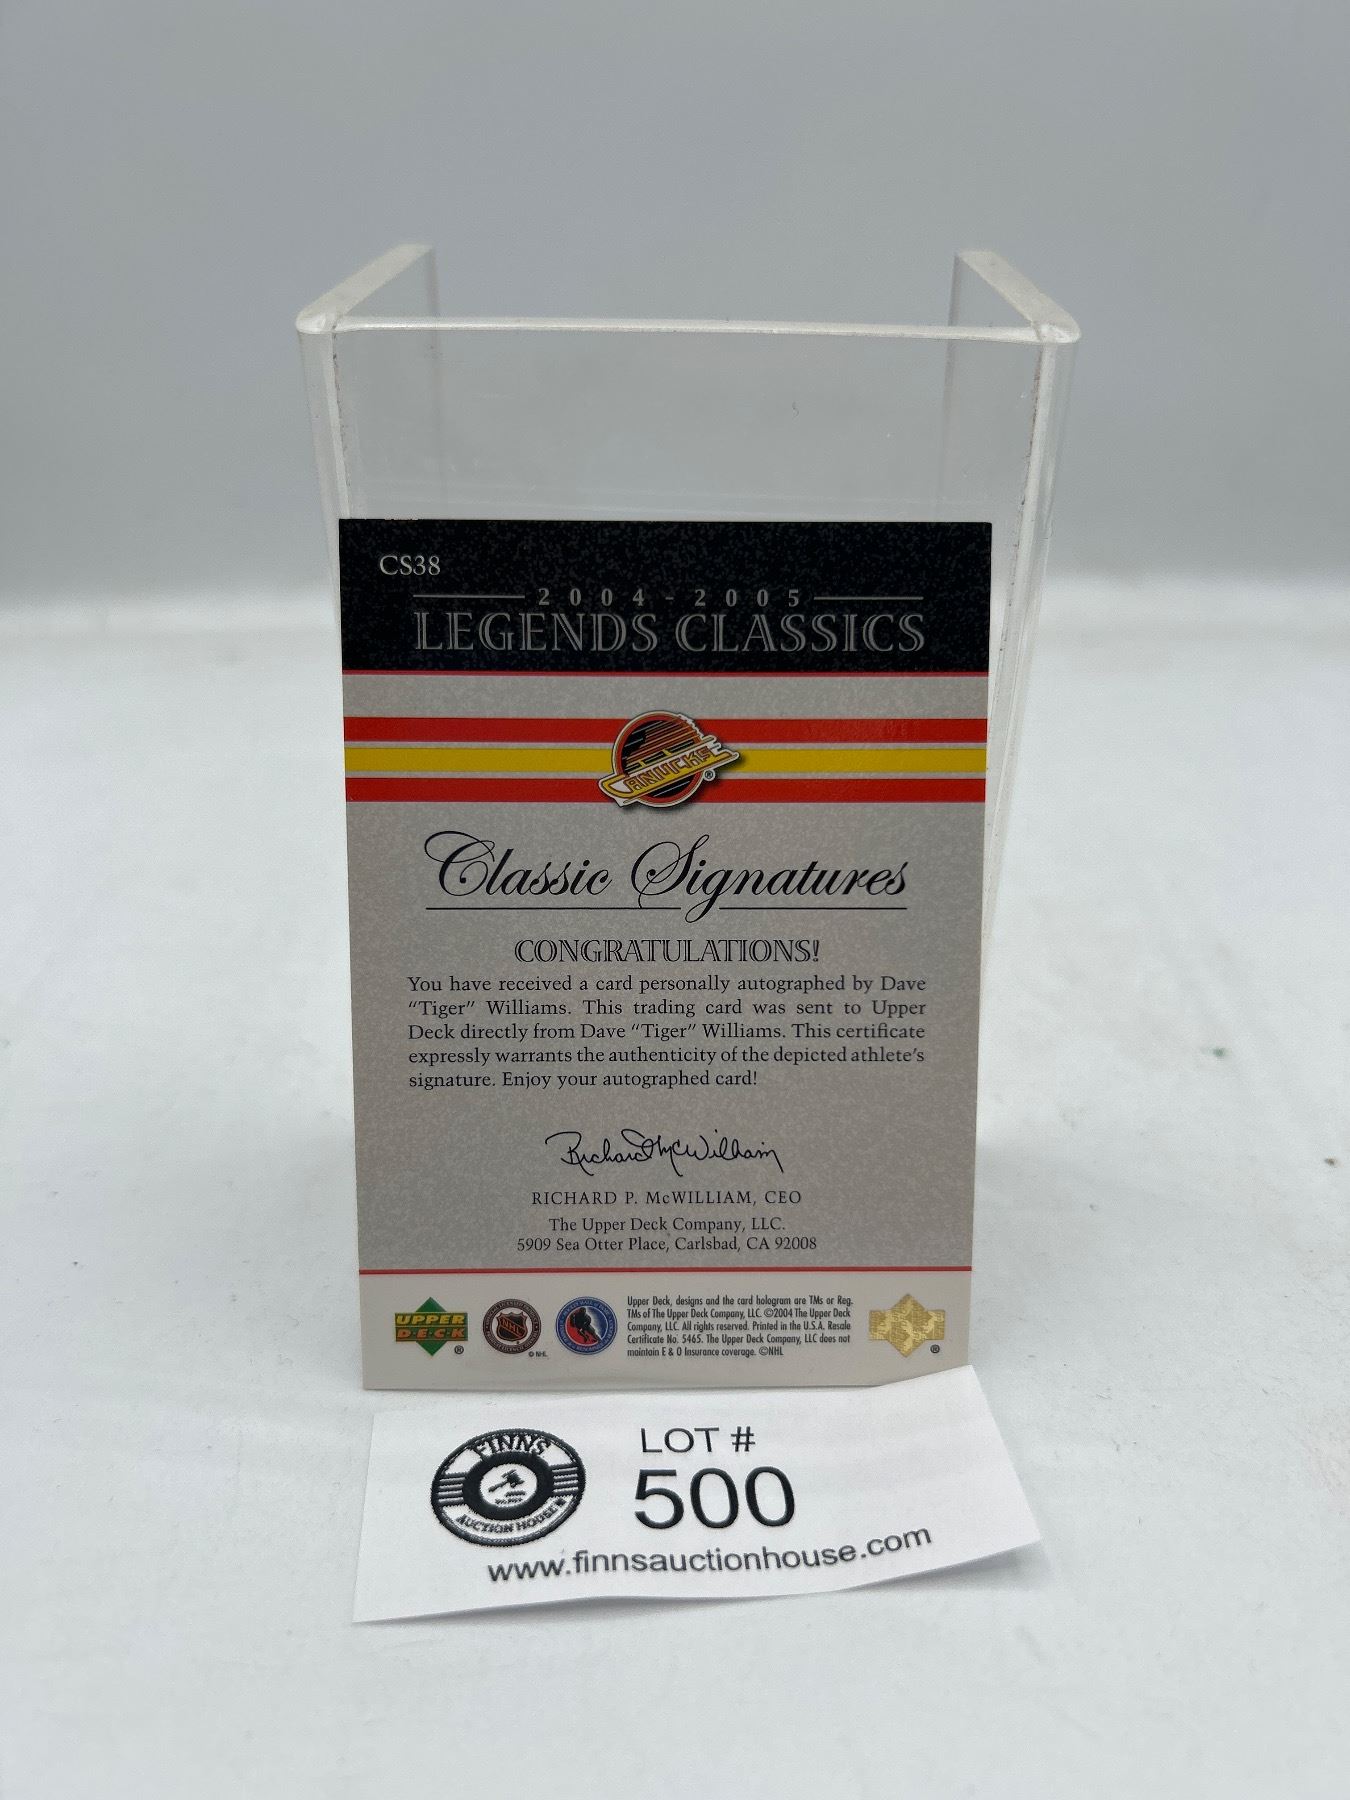 CS38
2004-2005
LEGENDS CLASSICS
CANUCKS ®
Classic Signatures
CONGRATULATIONS!
You have received a card personally autographed by Dave
“Tiger” Williams. This trading card was sent to Upper
Deck directly from Dave “Tiger” Williams. This certificate
expressly warrants the authenticity of the depicted athlete’s
signature. Enjoy your autographed card!
Richard McWilliam
RICHARD P. McWILLIAM, CEO
The Upper Deck Company, LLC.
5909 Sea Otter Place, Carlsbad, CA 92008
UPPER
DECK ®
NHL
© NHL
Upper Deck, designs and the card hologram are TMs or Reg.
TMs of The Upper Deck Company, LLC. ©2004 The Upper Deck
Company, LLC. All rights reserved. Printed in the U.S.A. Resale
Certificate No. 5465. The Upper Deck Company, LLC does not
maintain E & O Insurance coverage. ©NHL
®
FINNS
AUCTION HOUSE
LOT #
500
www.finnsauctionhouse.com